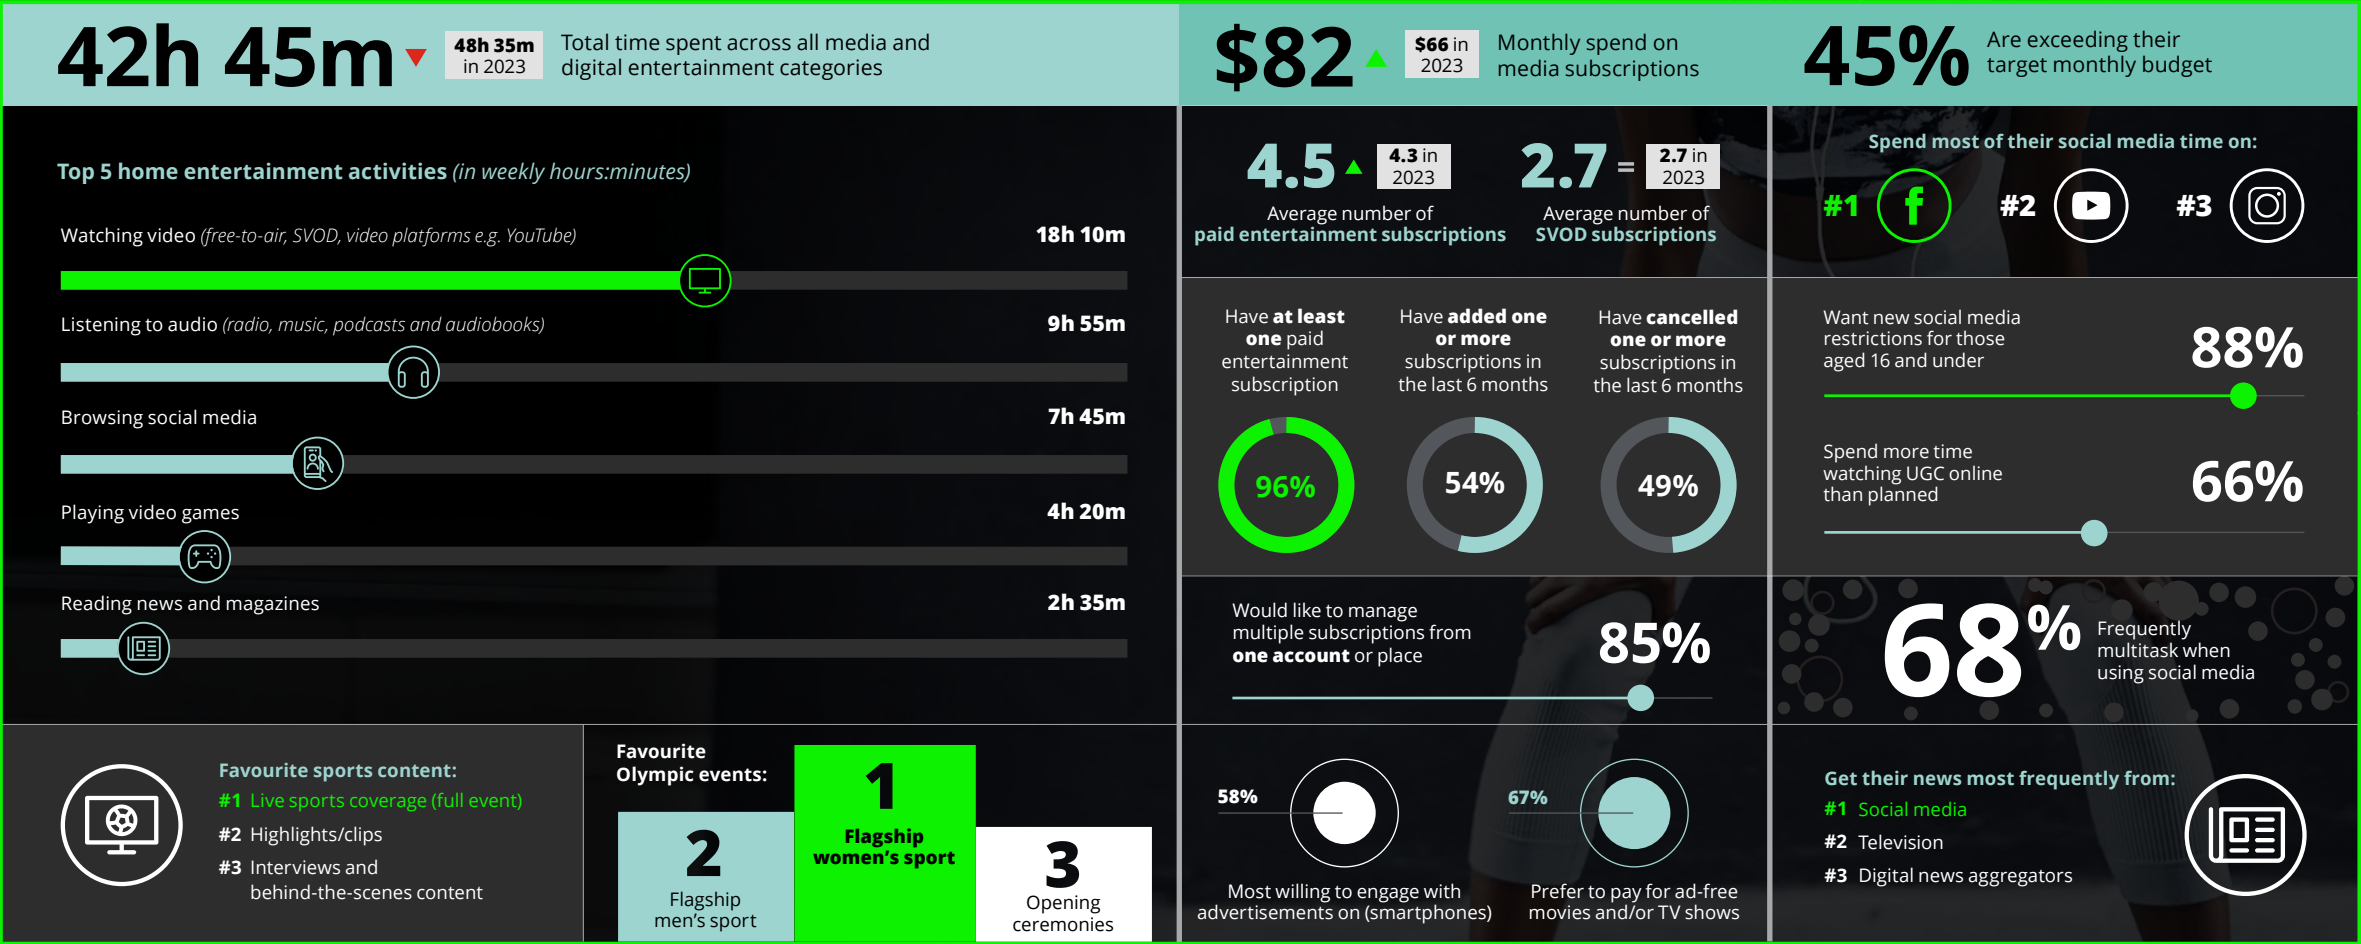 42h 45m
48h 35m
in 2023
Total time spent across all media and
digital entertainment categories
$82
$66 in
2023
Monthly spend on
media subscriptions
45%
Are exceeding their
target monthly budget
Top 5 home entertainment activities (in weekly hours:minutes)
Watching video (free-to-air, SVOD, video platforms e.g. YouTube)
18h 10m
Listening to audio (radio, music, podcasts and audiobooks)
9h 55m
Browsing social media
7h 45m
Playing video games
4h 20m
Reading news and magazines
2h 35m
Favourite sports content:
#1 Live sports coverage (full event)
#2 Highlights/clips
#3 Interviews and
behind-the-scenes content
Favourite
Olympic events:
2
Flagship
men's sport
1
Flagship
women's sport
3
Opening
ceremonies
4.5
4.3 in
2023
Average number of
paid entertainment subscriptions
2.7
=
2.7 in
2023
Average number of
SVOD subscriptions
Have at least
one paid
entertainment
subscription
96%
Have added one
or more
subscriptions in
the last 6 months
54%
Have cancelled
one or more
subscriptions in
the last 6 months
49%
Would like to manage
multiple subscriptions from
one account or place
85%
58%
Most willing to engage with
advertisements on (smartphones)
67%
Prefer to pay for ad-free
movies and/or TV shows
Spend most of their social media time on:
#1
#2
#3
Want new social media
restrictions for those
aged 16 and under
88%
Spend more time
watching UGC online
than planned
66%
68%
Frequently
multitask when
using social media
Get their news most frequently from:
#1 Social media
#2 Television
#3 Digital news aggregators